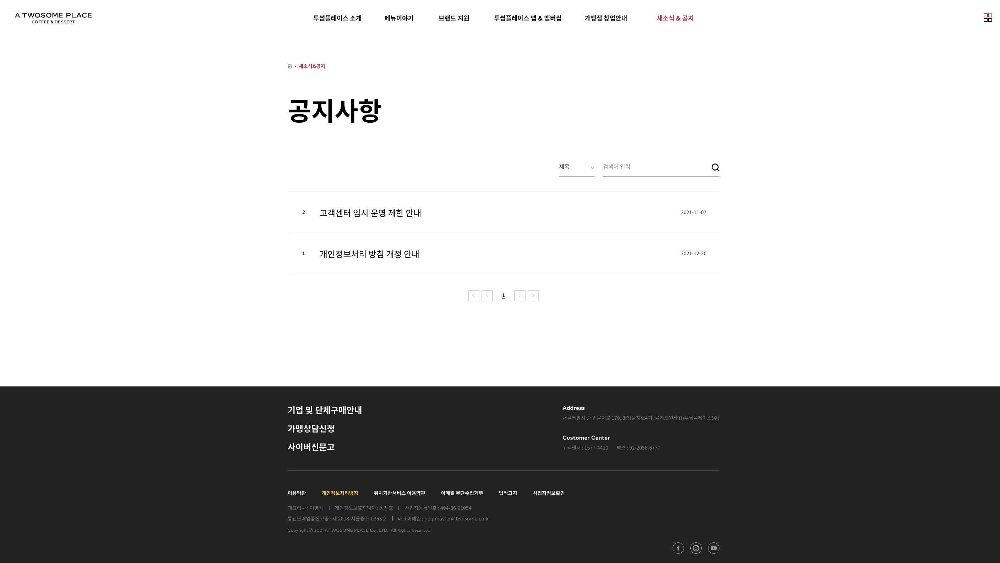 A TWOSOME PLACE
COFFEE & DESSERT
투썸플레이스 소개 메뉴이야기 브랜드 지원 투썸플레이스 앱 & 멤버십 가맹점 창업안내 새소식 & 공지
홈 - 새소식&공지
공지사항
제목 검색어 입력
2 고객센터 임시 운영 제한 안내 2021-11-07
1 개인정보처리 방침 개정 안내 2021-12-20
1
기업 및 단체구매안내
가맹상담신청
사이버신문고
Address
서울특별시 중구 을지로 170, 8층(을지로4가, 을지트윈타워)투썸플레이스(주)
Customer Center
고객센터 : 1577-4410 팩스 : 02-2058-6777
이용약관 개인정보처리방침 위치기반서비스 이용약관 이메일 무단수집거부 법적고지 사업자정보확인
대표이사 : 이영상 | 개인정보보호책임자 : 장재호 | 사업자등록번호 : 404-86-01054
통신판매업종신고증 : 제 2018-서울중구-0353호 | 대표이메일 : helpmaster@twosome.co.kr
Copyright © 2021 A TWOSOME PLACE Co., LTD. All Rights Reserved.